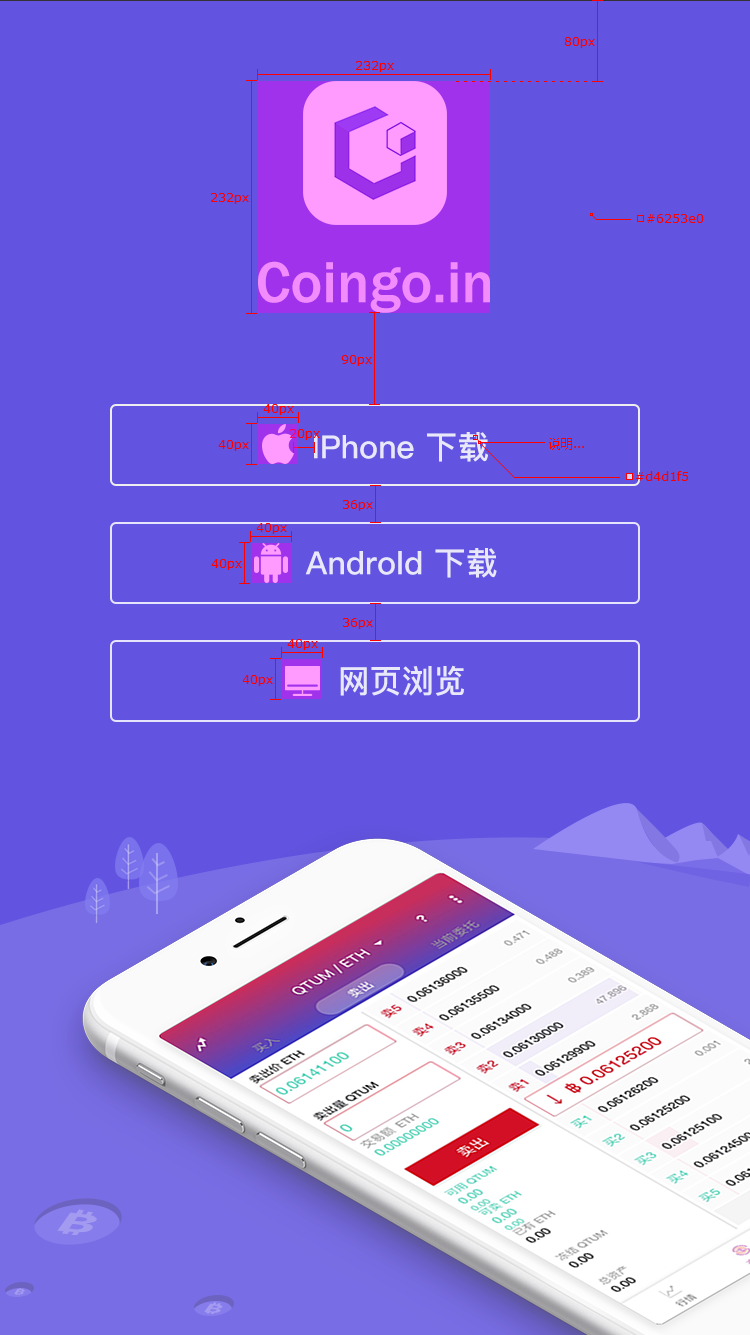 80px
232px
232px
#6253e0
Coingo.in
90px
40px
40px
20px
IPhone 下载
说明...
#d4d1f5
36px
40px
40px
AndroId 下载
36px
40px
40px
网页浏览
QTUM / ETH
?
买入
卖出
当前委托
卖出价 ETH
0.06141100
卖出量 QTUM
0
交易额 ETH
0.00000000
卖出
可用 QTUM
0.00
0.00
可卖 ETH
0.00
0.00
已有 ETH
0.00
冻结 QTUM
0.00
总资产
0.00
卖5 0.06136000 0.471
卖4 0.06135500 0.488
卖3 0.06134000 0.389
卖2 0.06130000 47.896
卖1 0.06129900 2.868
฿ 0.06125200
买1 0.06126200 0.001
买2 0.06125200
买3 0.06125100
买4 0.06124500
买5
行情